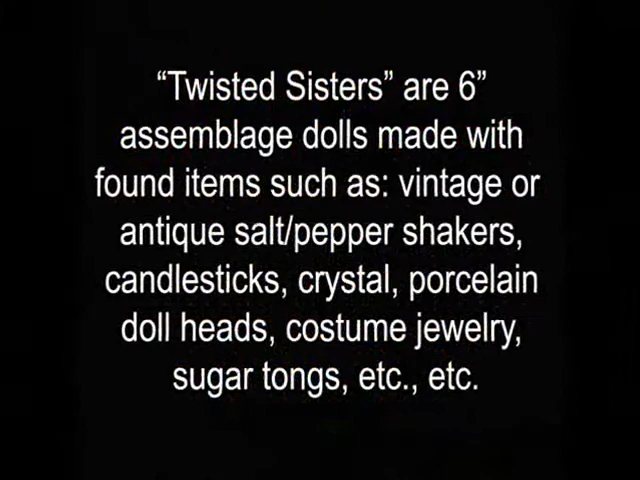 “Twisted Sisters” are 6”
assemblage dolls made with
found items such as: vintage or
antique salt/pepper shakers,
candlesticks, crystal, porcelain
doll heads, costume jewelry,
sugar tongs, etc., etc.